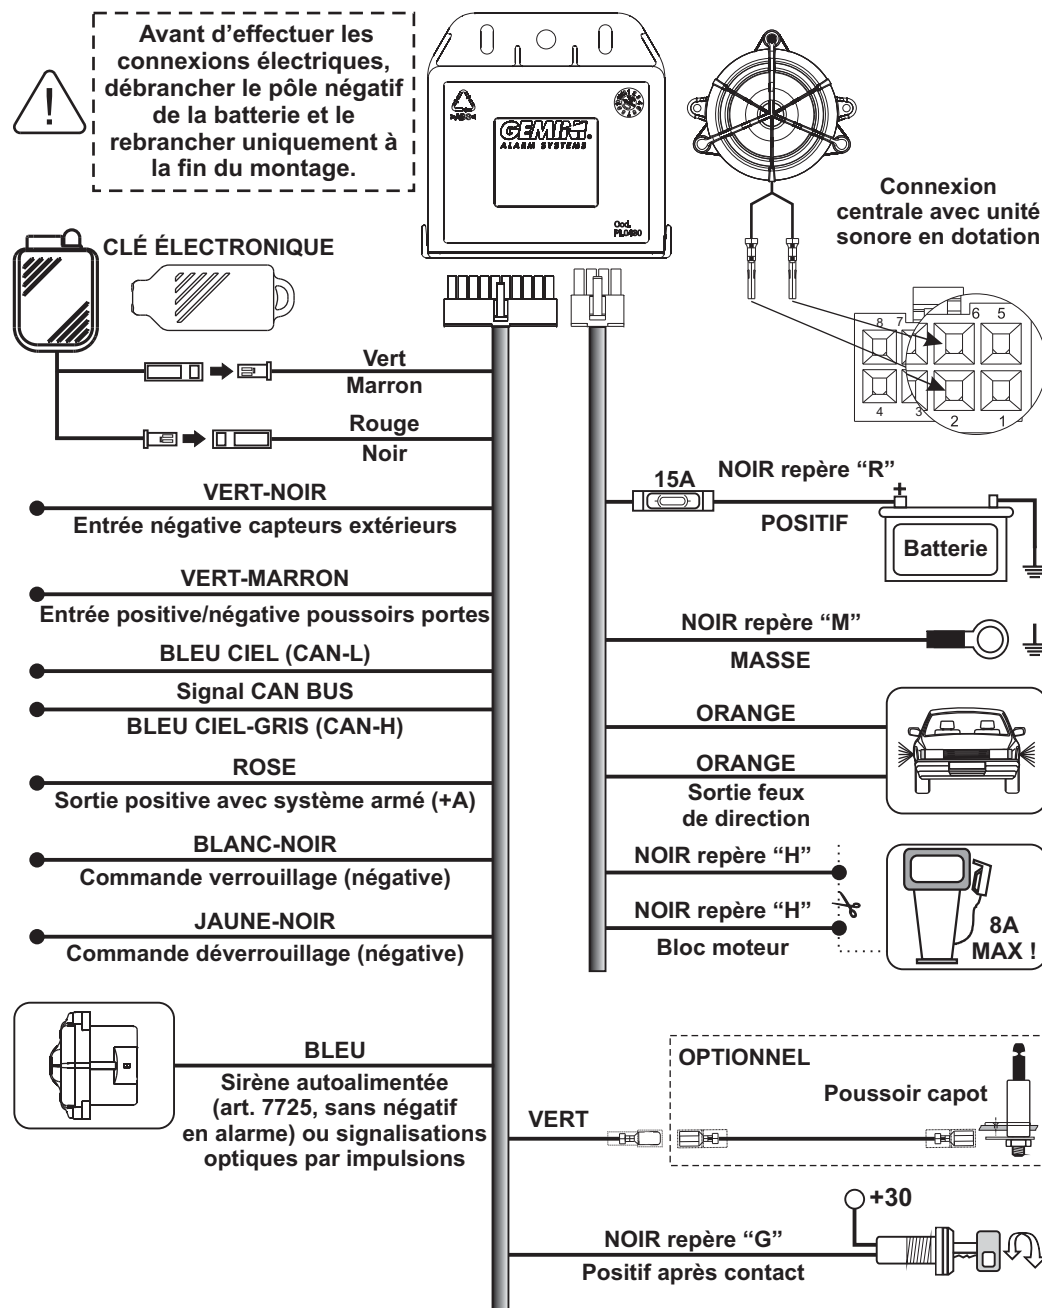 Avant d’effectuer les
connexions électriques,
débrancher le pôle négatif
de la batterie et le
rebrancher uniquement à
la fin du montage.
!
>ABS<
GEMINI.
ALARM SYSTEMS
Cod.
Connexion
centrale avec unité
sonore en dotation
8
7
6
5
4
3
2
1
CLÉ ÉLECTRONIQUE
Vert
Marron
Rouge
Noir
VERT-NOIR
Entrée négative capteurs extérieurs
VERT-MARRON
Entrée positive/négative poussoirs portes
BLEU CIEL (CAN-L)
Signal CAN BUS
BLEU CIEL-GRIS (CAN-H)
ROSE
Sortie positive avec système armé (+A)
BLANC-NOIR
Commande verrouillage (négative)
JAUNE-NOIR
Commande déverrouillage (négative)
BLEU
Sirène autoalimentée
(art. 7725, sans négatif
en alarme) ou signalisations
optiques par impulsions
15A
NOIR repère “R”
POSITIF
+
Batterie
NOIR repère “M”
MASSE
ORANGE
ORANGE
Sortie feux
de direction
NOIR repère “H”
NOIR repère “H”
Bloc moteur
8A
MAX !
OPTIONNEL
Poussoir capot
VERT
+30
NOIR repère “G”
Positif après contact